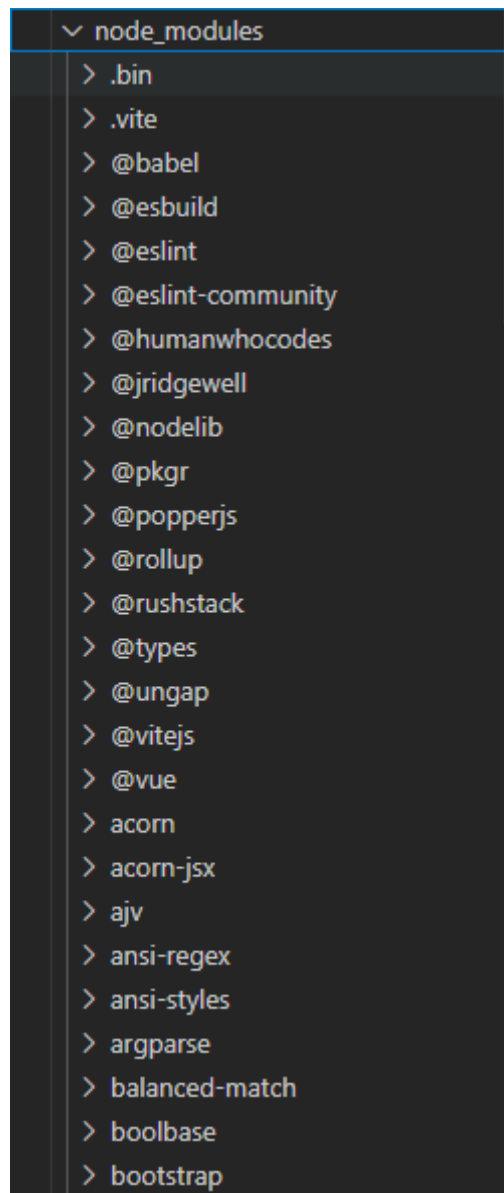 node_modules
.bin
.vite
@babel
@esbuild
@eslint
@eslint-community
@humanwhocodes
@jridgewell
@nodelib
@pkgr
@popperjs
@rollup
@rushstack
@types
@ungap
@vitejs
@vue
acorn
acorn-jsx
ajv
ansi-regex
ansi-styles
argparse
balanced-match
boolbase
bootstrap